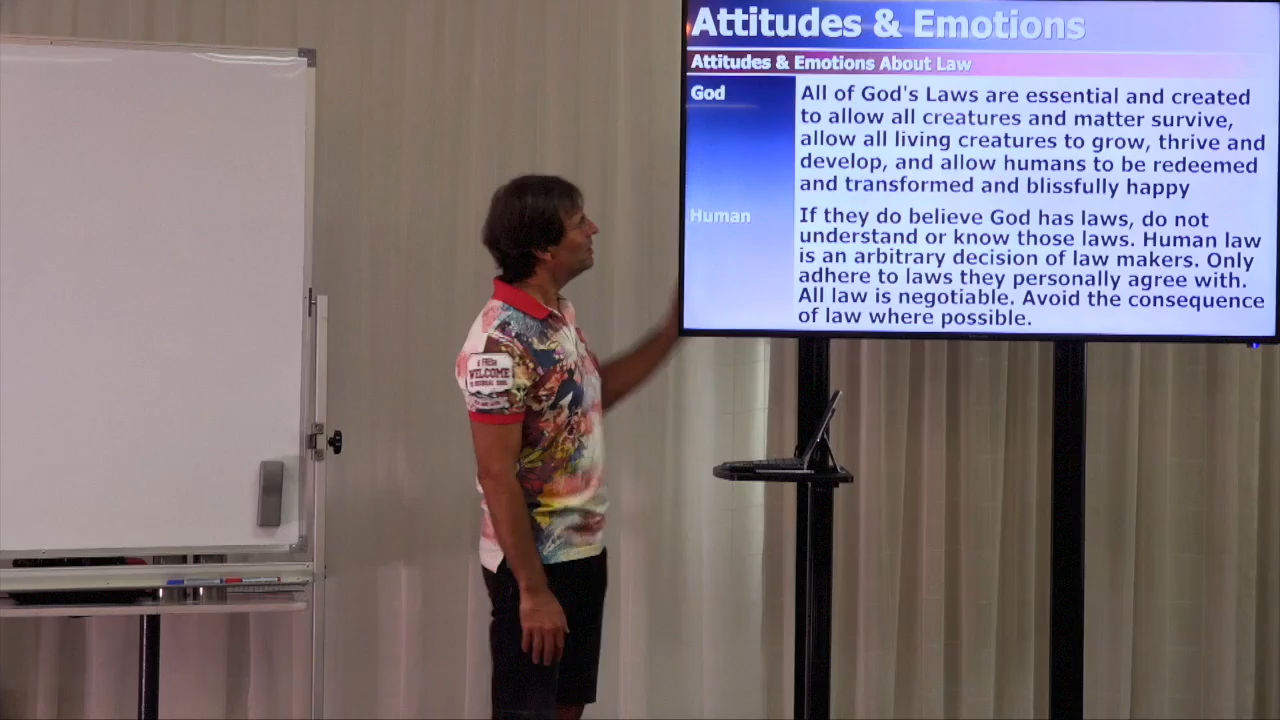 Attitudes & Emotions
Attitudes & Emotions About Law
God
All of God's Laws are essential and created
to allow all creatures and matter survive,
allow all living creatures to grow, thrive and
develop, and allow humans to be redeemed
and transformed and blissfully happy
Human
If they do believe God has laws, do not
understand or know those laws. Human law
is an arbitrary decision of law makers. Only
adhere to laws they personally agree with.
All law is negotiable. Avoid the consequence
of law where possible.
A FRESH
WELCOME